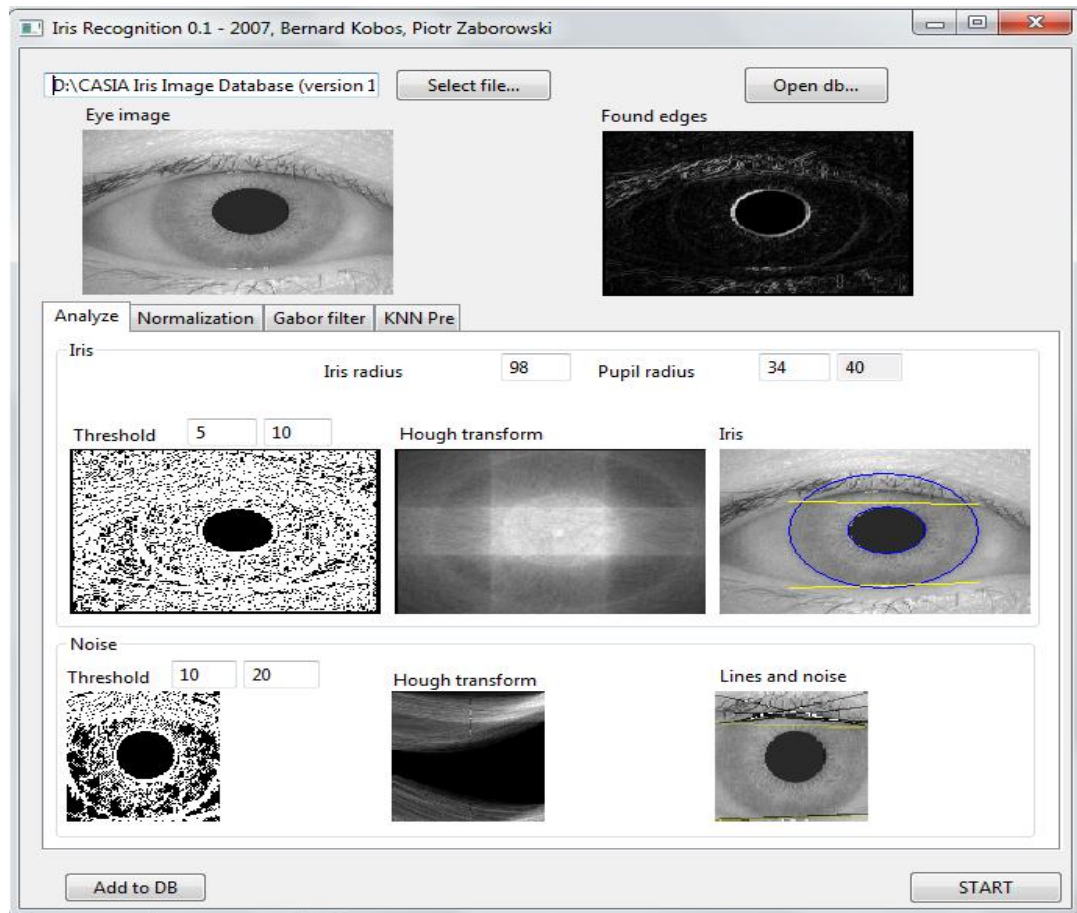 Iris Recognition 0.1 - 2007, Bernard Kobos, Piotr Zaborowski
D:\CASIA Iris Image Database (version 1
Select file...
Open db...
Eye image
Found edges
Analyze
Normalization
Gabor filter
KNN Pre
Iris
Iris radius
98
Pupil radius
34
40
Threshold
5
10
Hough transform
Iris
Noise
Threshold
10
20
Hough transform
Lines and noise
Add to DB
START